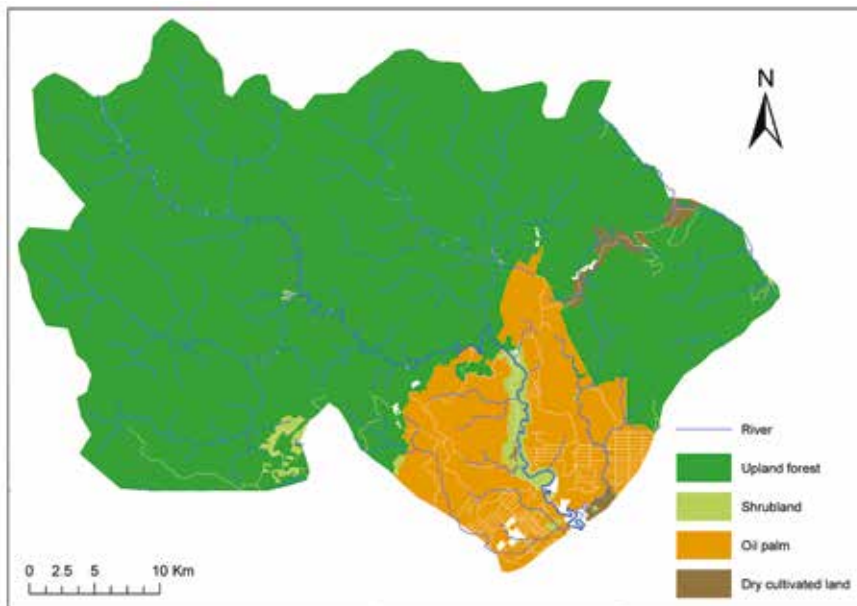 N
River
Upland forest
Shrubland
Oil palm
Dry cultivated land
0 2.5 5 10 Km